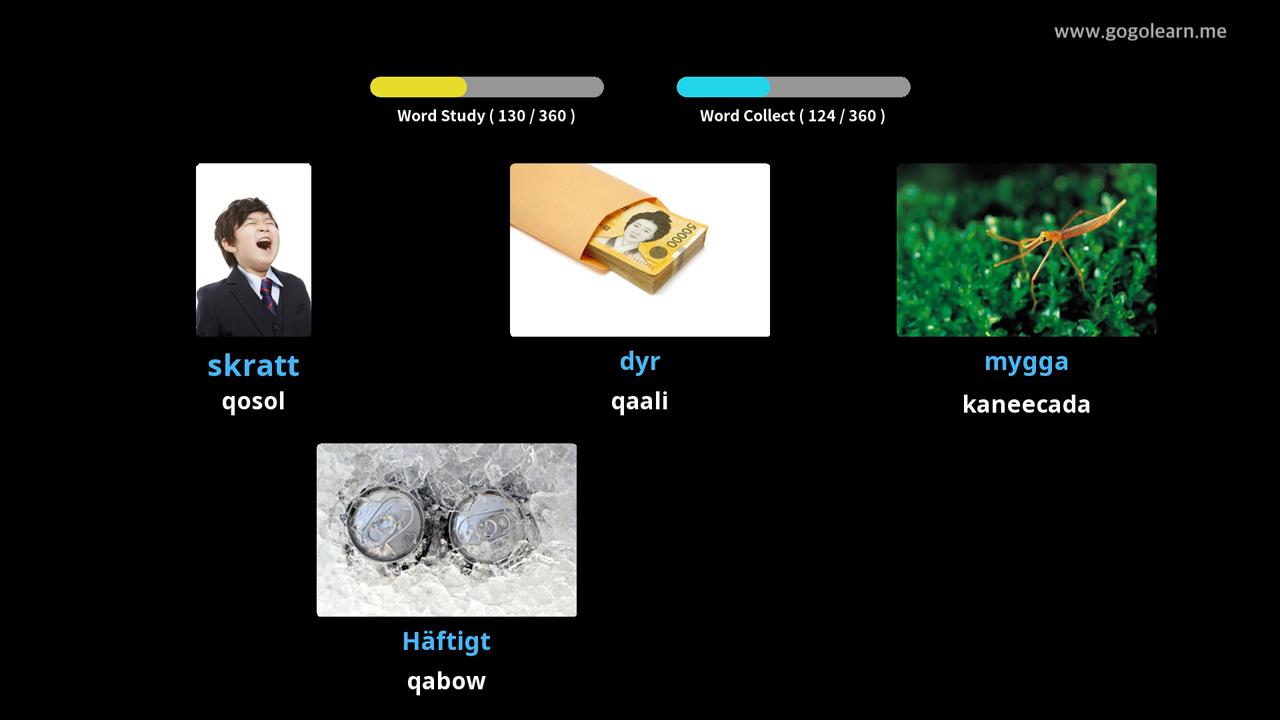 www.gogolearn.me
Word Study ( 130 / 360 )
Word Collect ( 124 / 360 )
50000
skratt
qosol
dyr
qaali
mygga
kaneecada
Häftigt
qabow